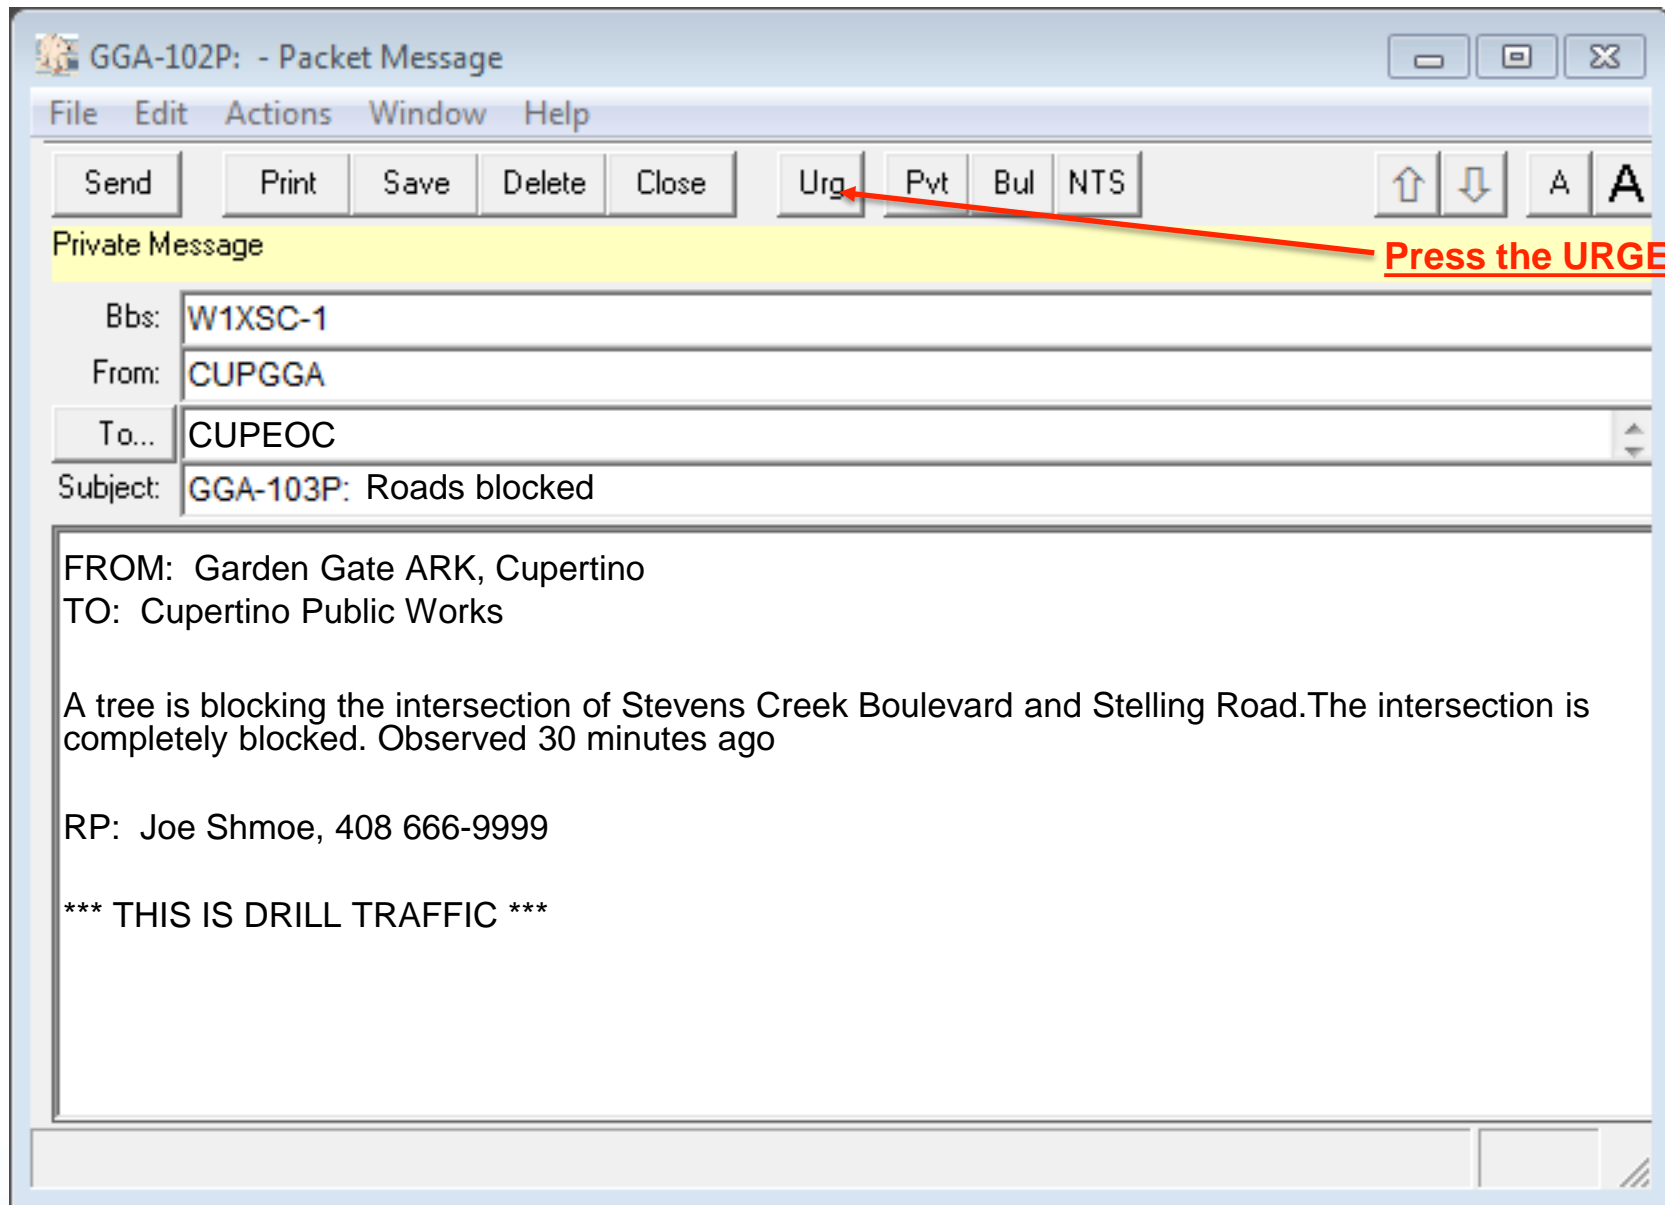 GGA-102P:  - Packet Message
File Edit Actions Window Help
Send Print Save Delete Close Urg Pvt Bul NTS A A
Private Message
Press the URGE
Bbs: W1XSC-1
From: CUPGGA
To... CUPEOC
Subject: GGA-103P: Roads blocked
FROM:  Garden Gate ARK, Cupertino
TO:  Cupertino Public Works
A tree is blocking the intersection of Stevens Creek Boulevard and Stelling Road.The intersection is
completely blocked. Observed 30 minutes ago
RP:  Joe Shmoe, 408 666-9999
*** THIS IS DRILL TRAFFIC ***